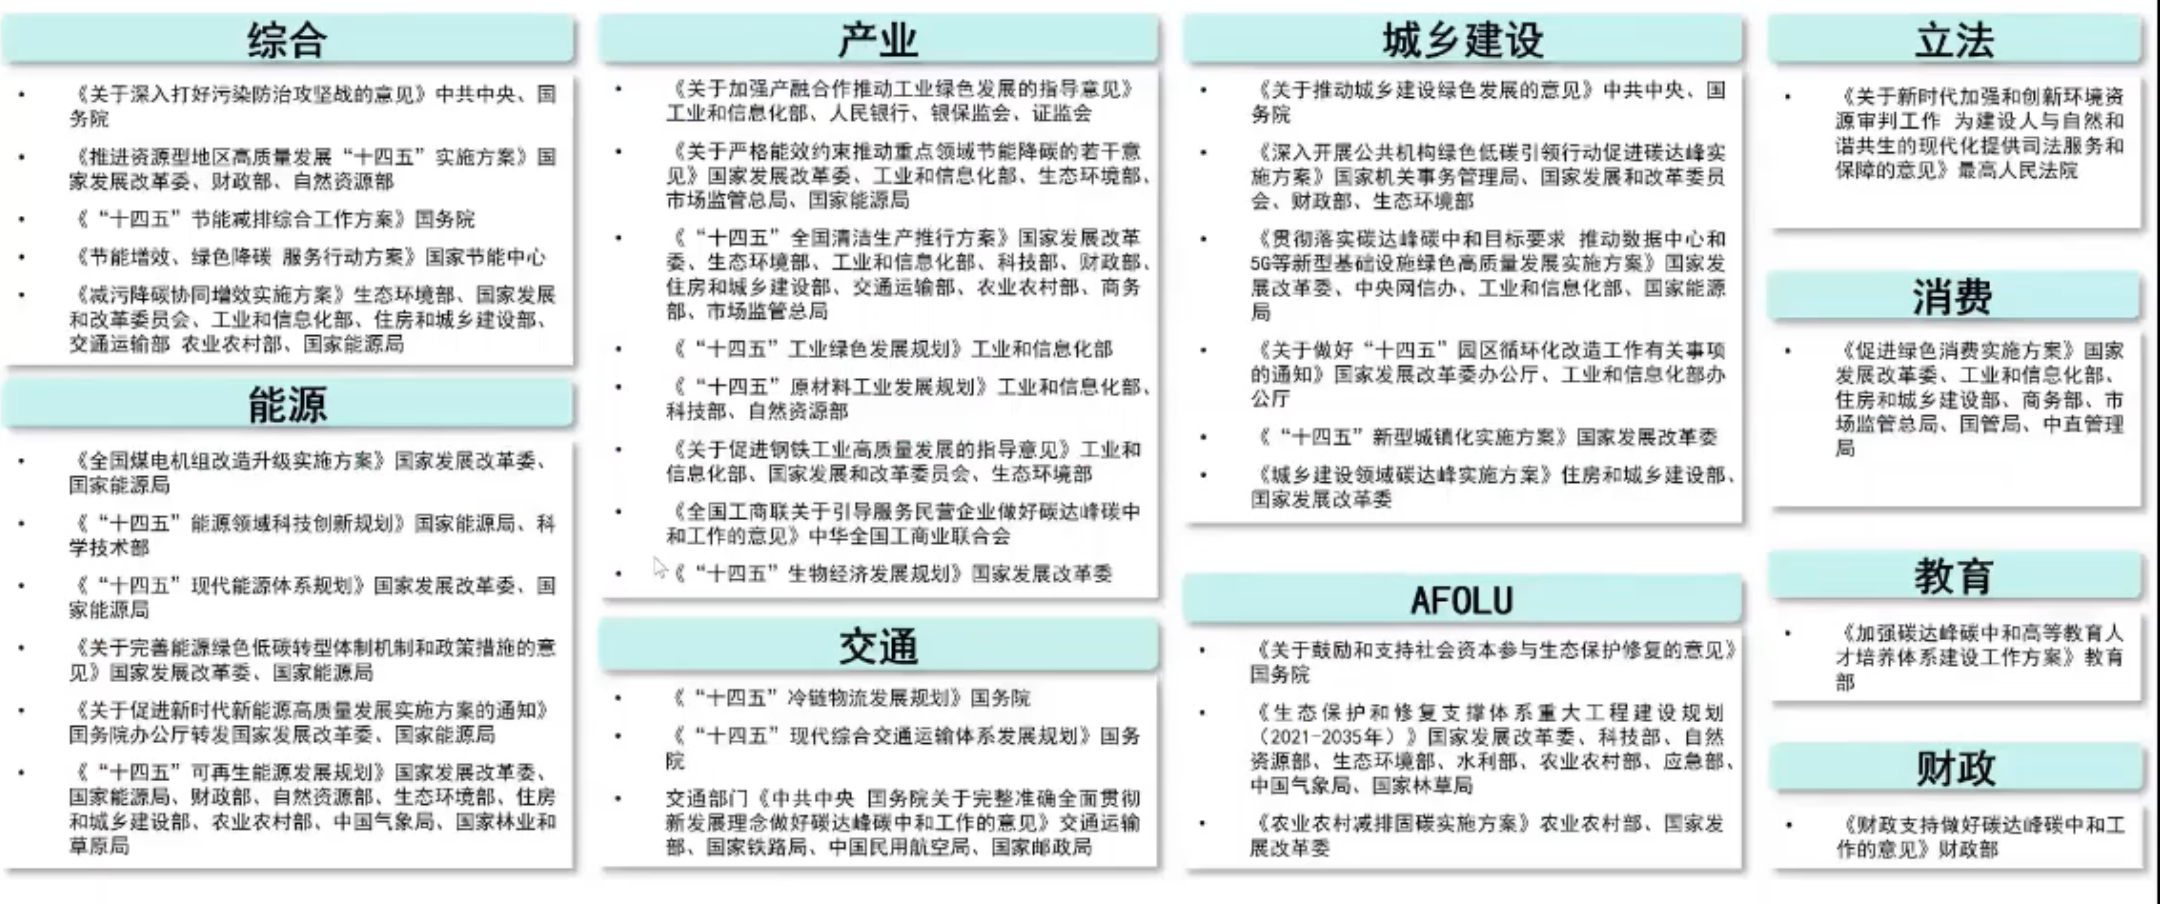 综合
• 《关于深入打好污染防治攻坚战的意见》中共中央、国
务院
• 《推进资源型地区高质量发展“十四五”实施方案》国
家发展改革委、财政部、自然资源部
• 《“十四五”节能减排综合工作方案》国务院
• 《节能增效、绿色降碳 服务行动方案》国家节能中心
• 《减污降碳协同增效实施方案》生态环境部、国家发展
和改革委员会、工业和信息化部、住房和城乡建设部、
交通运输部 农业农村部、国家能源局
能源
• 《全国煤电机组改造升级实施方案》国家发展改革委、
国家能源局
• 《“十四五”能源领域科技创新规划》国家能源局、科
学技术部
• 《“十四五”现代能源体系规划》国家发展改革委、国
家能源局
• 《关于完善能源绿色低碳转型体制机制和政策措施的意
见》国家发展改革委、国家能源局
• 《关于促进新时代新能源高质量发展实施方案的通知》
国务院办公厅转发国家发展改革委、国家能源局
• 《“十四五”可再生能源发展规划》国家发展改革委、
国家能源局、财政部、自然资源部、生态环境部、住房
和城乡建设部、农业农村部、中国气象局、国家林业和
草原局
产业
• 《关于加强产融合作推动工业绿色发展的指导意见》
工业和信息化部、人民银行、银保监会、证监会
• 《关于严格能效约束推动重点领域节能降碳的若干意
见》国家发展改革委、工业和信息化部、生态环境部、
市场监管总局、国家能源局
• 《“十四五”全国清洁生产推行方案》国家发展改革
委、生态环境部、工业和信息化部、科技部、财政部、
住房和城乡建设部、交通运输部、农业农村部、商务
部、市场监管总局
• 《“十四五”工业绿色发展规划》工业和信息化部
• 《“十四五”原材料工业发展规划》工业和信息化部、
科技部、自然资源部
• 《关于促进钢铁工业高质量发展的指导意见》工业和
信息化部、国家发展和改革委员会、生态环境部
• 《全国工商联关于引导服务民营企业做好碳达峰碳中
和工作的意见》中华全国工商业联合会
• 《“十四五”生物经济发展规划》国家发展改革委
交通
• 《“十四五”冷链物流发展规划》国务院
• 《“十四五”现代综合交通运输体系发展规划》国务
院
• 交通部门《中共中央 国务院关于完整准确全面贯彻
新发展理念做好碳达峰碳中和工作的意见》交通运输
部、国家铁路局、中国民用航空局、国家邮政局
城乡建设
• 《关于推动城乡建设绿色发展的意见》中共中央、国
务院
• 《深入开展公共机构绿色低碳引领行动促进碳达峰实
施方案》国家机关事务管理局、国家发展和改革委员
会、财政部、生态环境部
• 《贯彻落实碳达峰碳中和目标要求 推动数据中心和
5G等新型基础设施绿色高质量发展实施方案》国家发
展改革委、中央网信办、工业和信息化部、国家能源
局
• 《关于做好“十四五”园区循环化改造工作有关事项
的通知》国家发展改革委办公厅、工业和信息化部办
公厅
• 《“十四五”新型城镇化实施方案》国家发展改革委
• 《城乡建设领域碳达峰实施方案》住房和城乡建设部、
国家发展改革委
AFOLU
• 《关于鼓励和支持社会资本参与生态保护修复的意见》
国务院
• 《生态保护和修复支撑体系重大工程建设规划
（2021-2035年）》国家发展改革委、科技部、自然
资源部、生态环境部、水利部、农业农村部、应急部、
中国气象局、国家林草局
• 《农业农村减排固碳实施方案》农业农村部、国家发
展改革委
立法
• 《关于新时代加强和创新环境资
源审判工作 为建设人与自然和
谐共生的现代化提供司法服务和
保障的意见》最高人民法院
消费
• 《促进绿色消费实施方案》国家
发展改革委、工业和信息化部、
住房和城乡建设部、商务部、市
场监管总局、国管局、中直管理
局
教育
• 《加强碳达峰碳中和高等教育人
才培养体系建设工作方案》教育
部
财政
• 《财政支持做好碳达峰碳中和工
作的意见》财政部